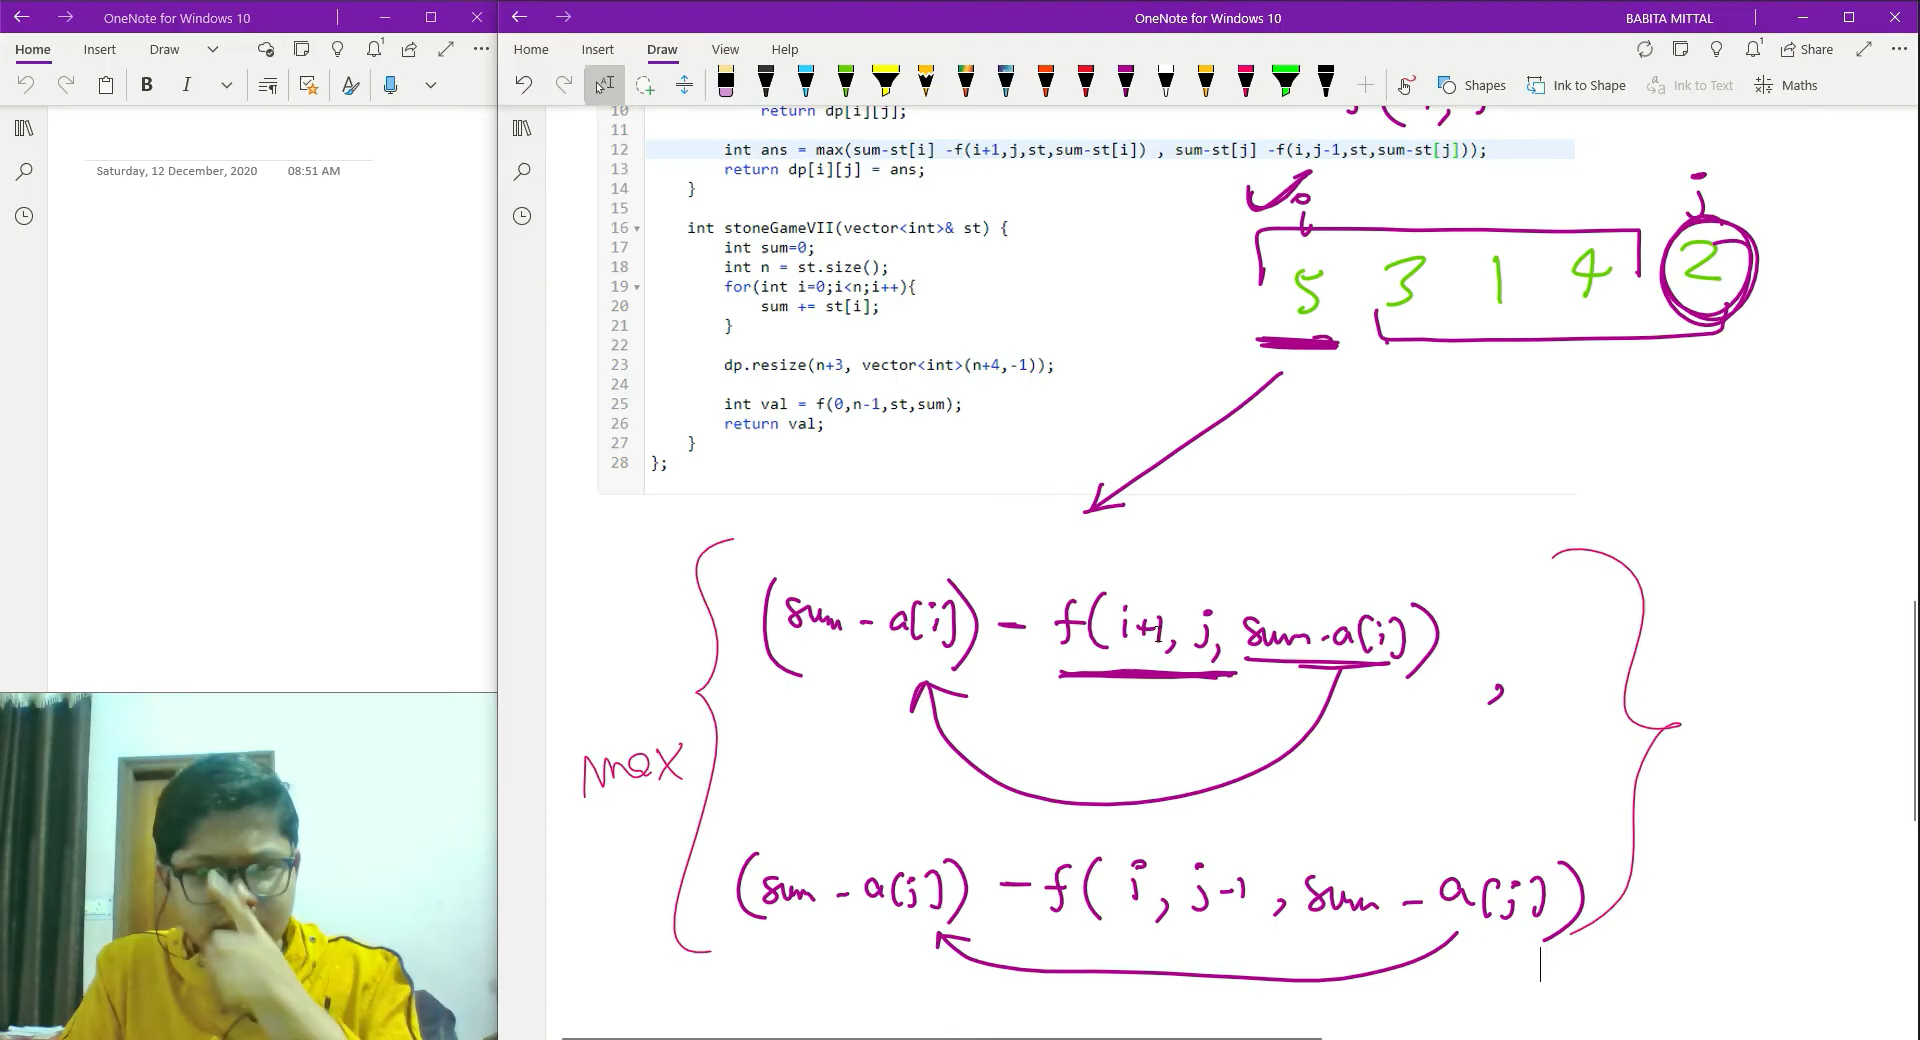 OneNote for Windows 10
Home Insert Draw
B I
Saturday, 12 December, 2020 08:51 AM
OneNote for Windows 10 BABITA MITTAL
Home Insert Draw View Help Share
Shapes Ink to Shape Ink to Text Maths
10 return dp[i][j];
11
12 int ans = max(sum-st[i] -f(i+1,j,st,sum-st[i]) , sum-st[j] -f(i,j-1,st,sum-st[j]));
13 return dp[i][j] = ans;
14 }
15
16 int stoneGameVII(vector<int>& st) {
17 int sum=0;
18 int n = st.size();
19 for(int i=0;i<n;i++){
20 sum += st[i];
21 }
22
23 dp.resize(n+3, vector<int>(n+4,-1));
24
25 int val = f(0,n-1,st,sum);
26 return val;
27 }
28 };
j
5 3 1 4 2
(sum - a[i]) - f(i+1, j, sum-a[i]) ,
max
(sum - a[j]) - f(i, j-1, sum - a[j])